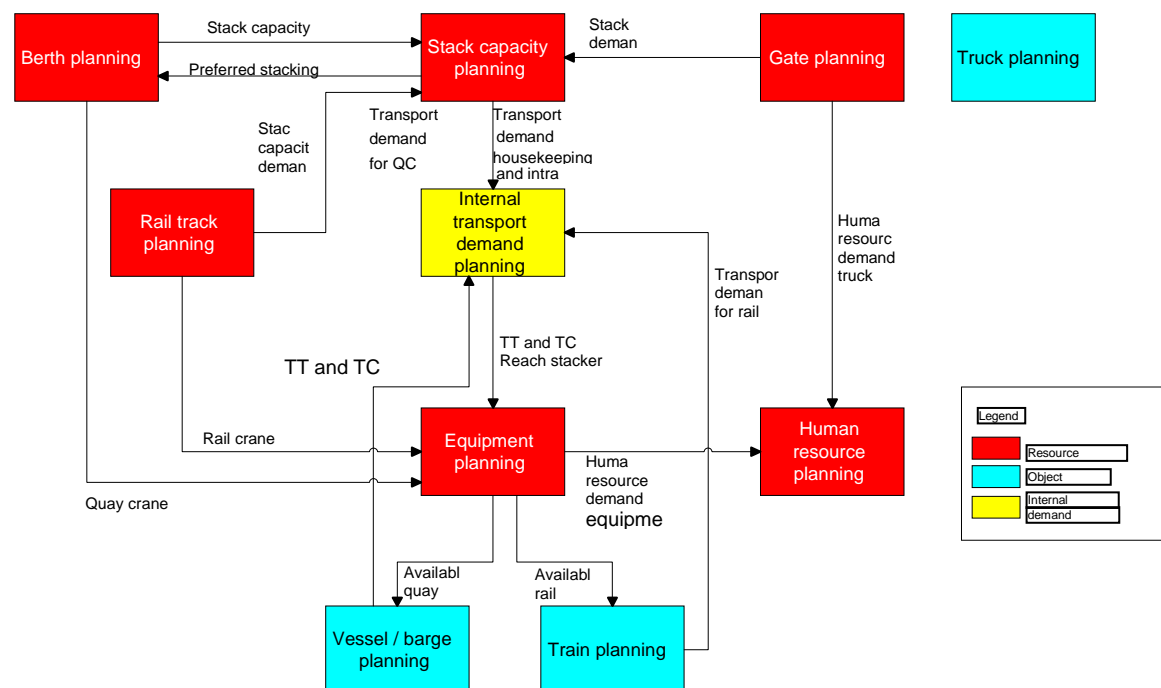 Stack capacity
Berth planning
Preferred stacking
Stack capacity
planning
Stack
deman
Gate planning
Truck planning
Stac
capacit
deman
Transport
demand
for QC
Transport
demand
housekeeping
and intra
Rail track
planning
Internal
transport
demand
planning
Huma
resourc
demand
truck
Transpor
deman
for rail
TT and TC
TT and TC
Reach stacker
Rail crane
Quay crane
Equipment
planning
Huma
resource
demand
equipme
Human
resource
planning
Legend
Resource
Object
Internal
demand
Availabl
quay
Availabl
rail
Vessel / barge
planning
Train planning